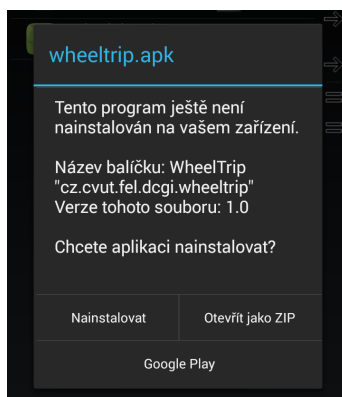 wheeltrip.apk
Tento program ještě není
nainstalován na vašem zařízení.
Název balíčku: WheelTrip
"cz.cvut.fel.dcgi.wheeltrip"
Verze tohoto souboru: 1.0
Chcete aplikaci nainstalovat?
Nainstalovat
Otevřít jako ZIP
Google Play